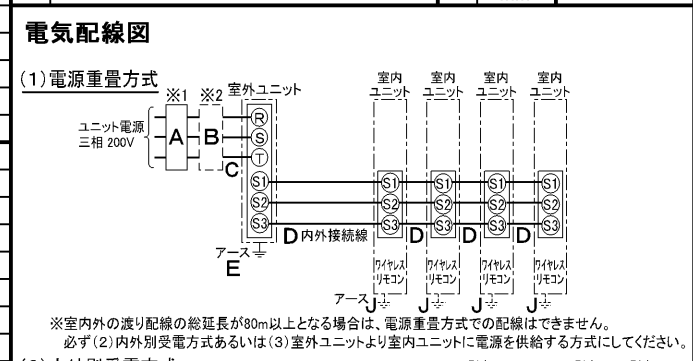 電気配線図
(1)電源重畳方式
※1 ※2 室外ユニット
室内ユニット 室内ユニット 室内ユニット 室内ユニット
ユニット電源
三相 200V
A B C
R
S
T
S1 S1 S1 S1 S1
S2 S2 S2 S2 S2
S3 S3 S3 S3 S3
D 内外接続線 D D D
アース
E
ワイヤレスリモコン ワイヤレスリモコン ワイヤレスリモコン ワイヤレスリモコン
アース J J J J
※室内外の渡り配線の総延長が80m以上となる場合は、電源重畳方式での配線はできません。
必ず(2)内外別受電方式あるいは(3)室外ユニットより室内ユニットに電源を供給する方式にしてください。